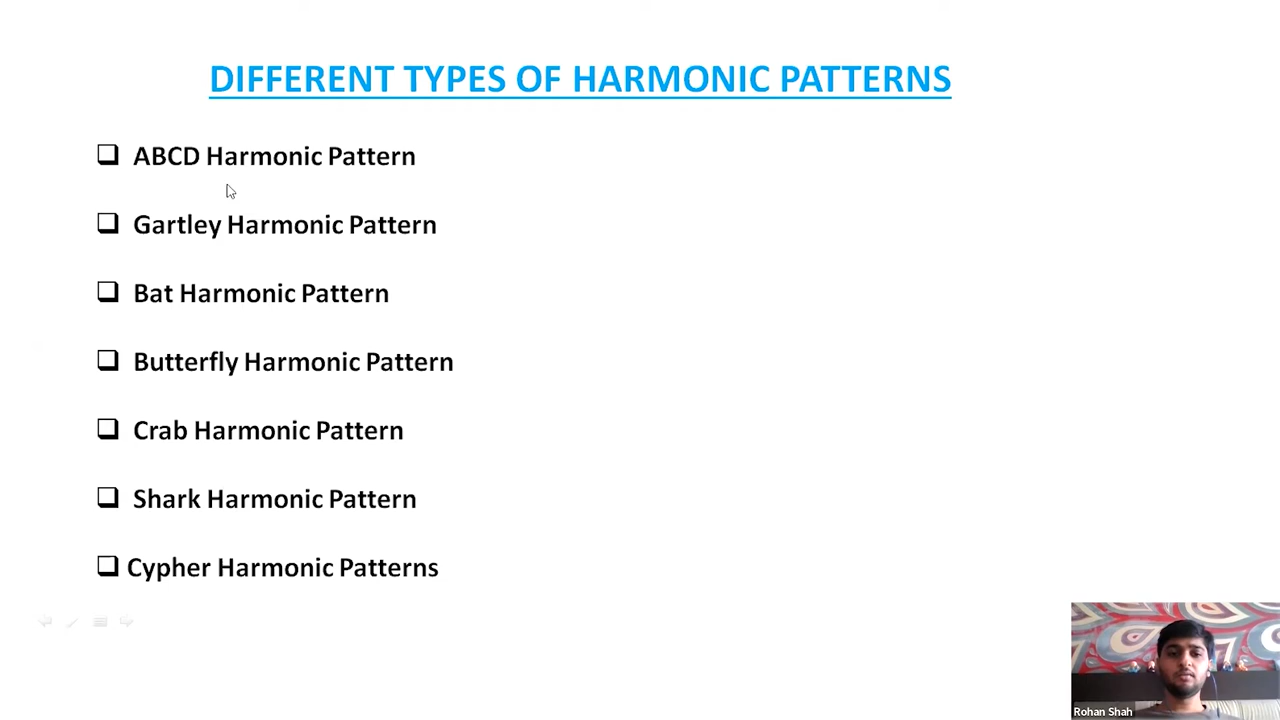 DIFFERENT TYPES OF HARMONIC PATTERNS
ABCD Harmonic Pattern
Gartley Harmonic Pattern
Bat Harmonic Pattern
Butterfly Harmonic Pattern
Crab Harmonic Pattern
Shark Harmonic Pattern
Cypher Harmonic Patterns
Rohan Shah